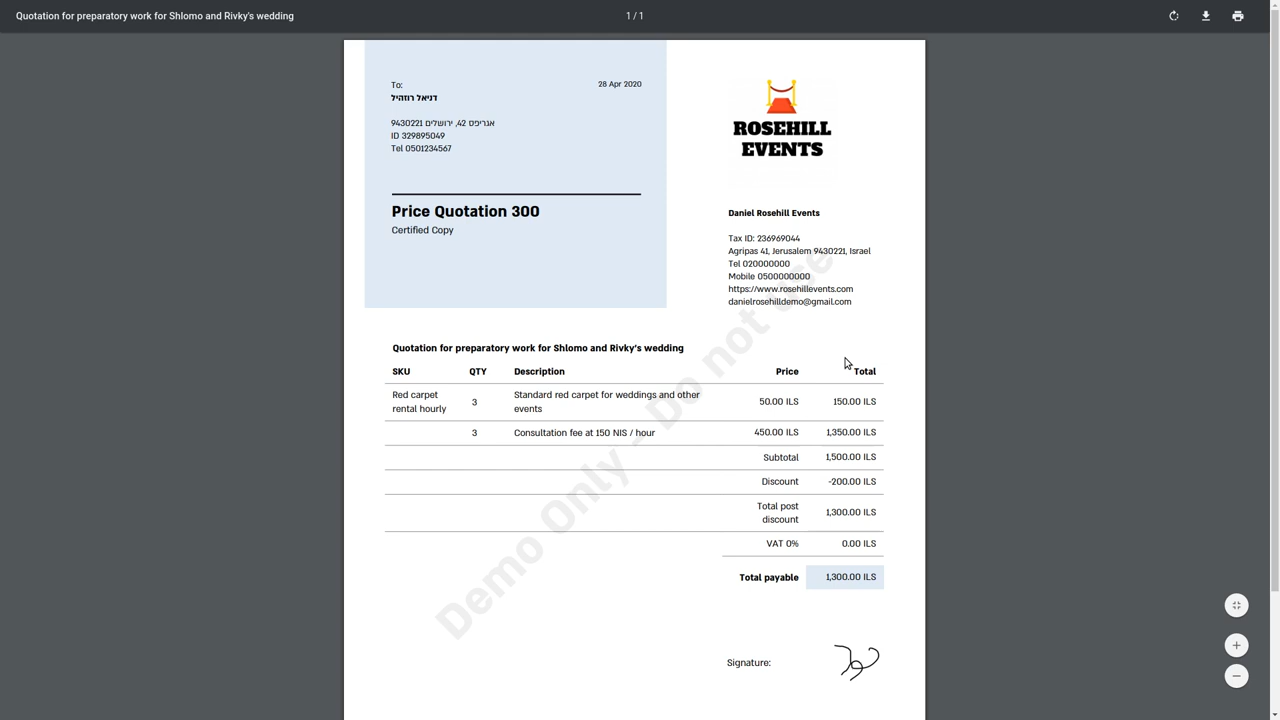 Quotation for preparatory work for Shlomo and Rivky's wedding
1 / 1
To:
28 Apr 2020
דניאל רוזהיל
אגריפס 42, ירושלים 9430221
ID 329895049
Tel 0501234567
Price Quotation 300
Certified Copy
ROSEHILL
EVENTS
Daniel Rosehill Events
Tax ID: 236969044
Agripas 41, Jerusalem 9430221, Israel
Tel 020000000
Mobile 0500000000
https://www.rosehillevents.com
danielrosehilldemo@gmail.com
Quotation for preparatory work for Shlomo and Rivky's wedding
SKU QTY Description Price Total
Red carpet rental hourly 3 Standard red carpet for weddings and other events 50.00 ILS 150.00 ILS
3 Consultation fee at 150 NIS / hour 450.00 ILS 1,350.00 ILS
Subtotal 1,500.00 ILS
Discount -200.00 ILS
Total post discount 1,300.00 ILS
VAT 0% 0.00 ILS
Total payable 1,300.00 ILS
Signature:
Demo Only - Do not use